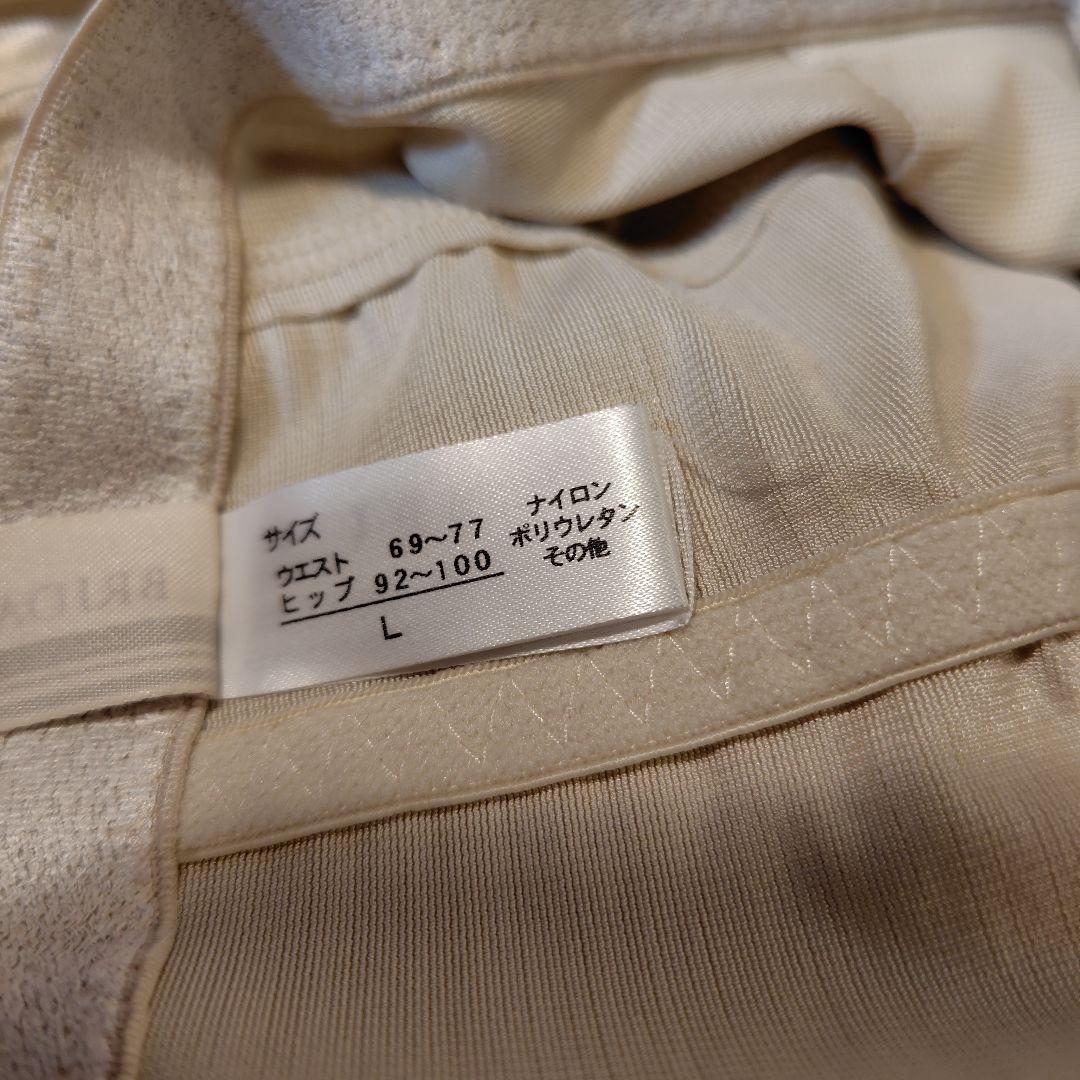 サイズ
ウエスト 69～77
ヒップ 92～100
L
ナイロン
ポリウレタン
その他